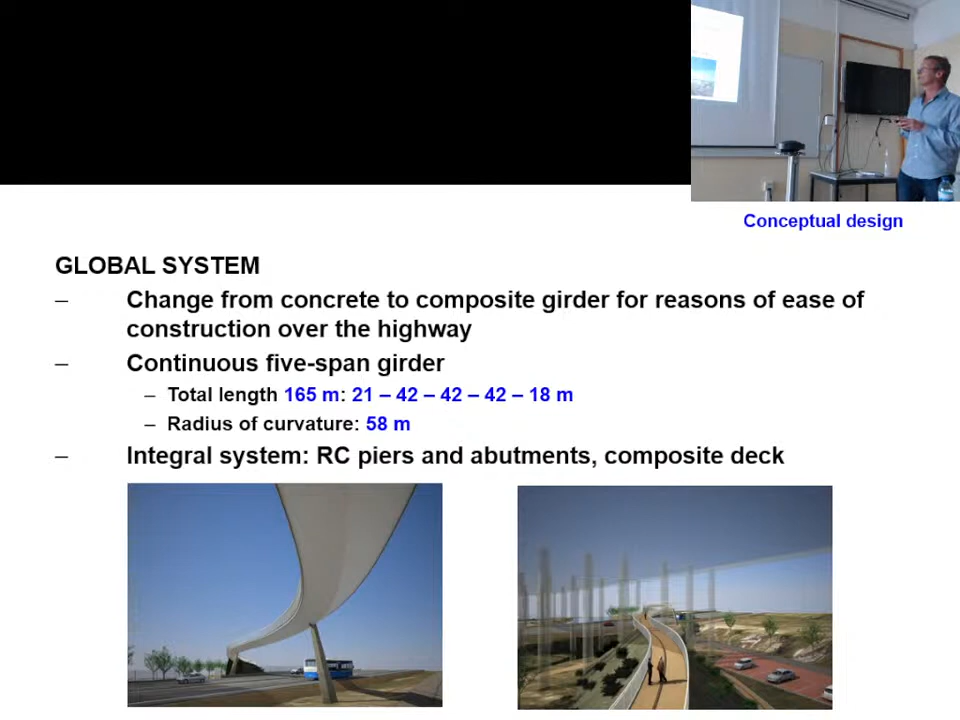 Conceptual design
GLOBAL SYSTEM
– Change from concrete to composite girder for reasons of ease of
construction over the highway
– Continuous five-span girder
– Total length 165 m: 21 – 42 – 42 – 42 – 18 m
– Radius of curvature: 58 m
– Integral system: RC piers and abutments, composite deck